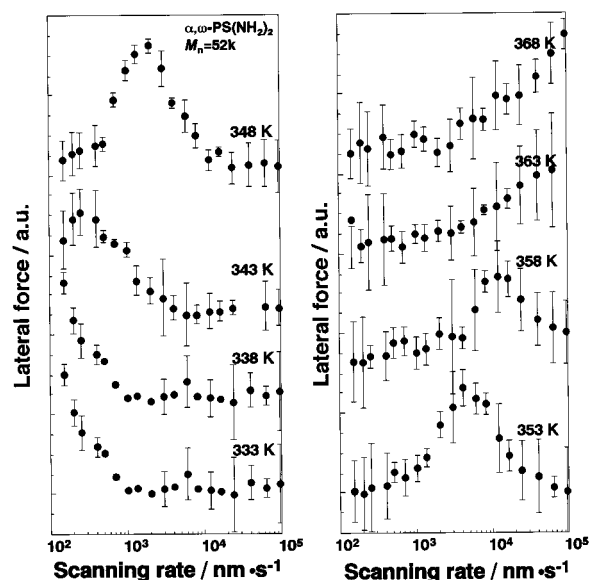 α,ω-PS(NH₂)₂
Mₙ=52k
348 K
343 K
338 K
333 K
Lateral force / a.u.
10² 10³ 10⁴ 10⁵
Scanning rate / nm •s⁻¹
368 K
363 K
358 K
353 K
Lateral force / a.u.
10² 10³ 10⁴ 10⁵
Scanning rate / nm •s⁻¹